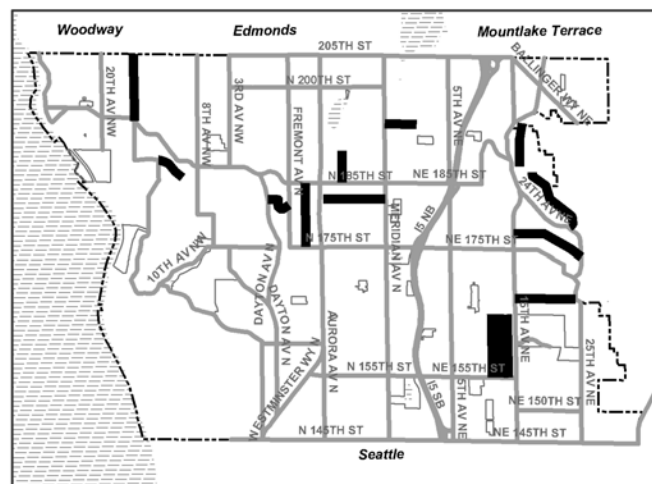 Woodway
Edmonds
Mountlake Terrace
205TH ST
BALLINGER WY NE
20TH AV NW
8TH AV NW
3RD AV NW
N 200TH ST
FREMONT AV N
5TH AV NE
N 185TH ST
NE 185TH ST
24TH AV NE
MERIDIAN AV N
I5 NB
10TH AV NW
N 175TH ST
NE 175TH S
DAYTON AV N
DAYTON AV N
AURORA AV N
15TH AV NE
25TH AV NE
WESTMINSTER WY N
N 155TH ST
NE 155TH ST
I5 SB
5TH AV NE
NE 150TH ST
N 145TH ST
NE 145TH ST
Seattle